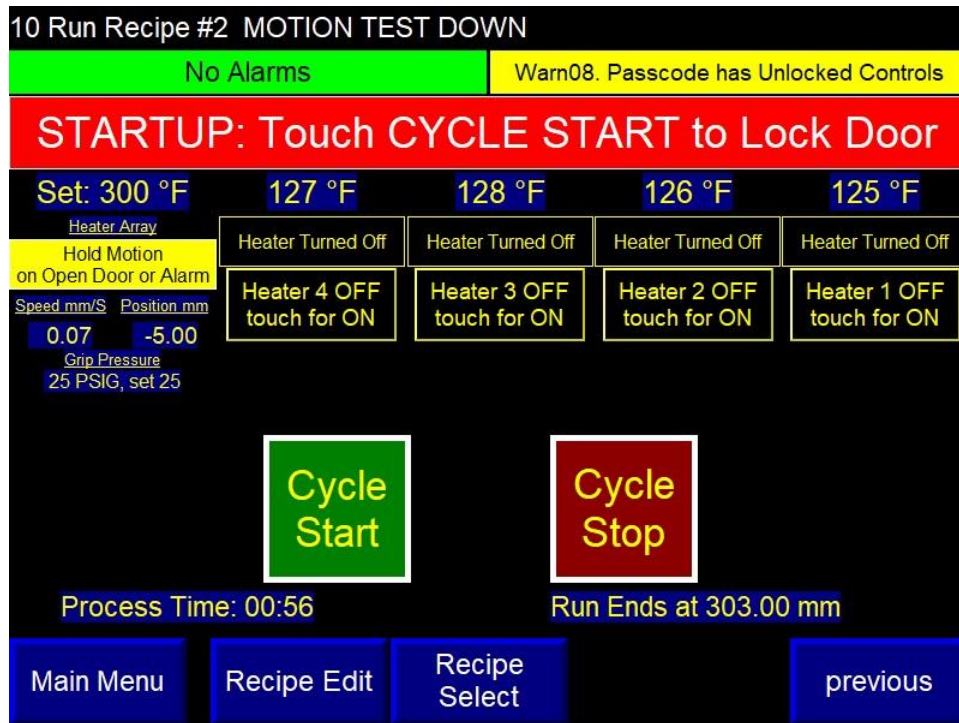 10 Run Recipe #2 MOTION TEST DOWN
No Alarms
Warn08. Passcode has Unlocked Controls
STARTUP: Touch CYCLE START to Lock Door
Set: 300 °F
127 °F
128 °F
126 °F
125 °F
Heater Array
Hold Motion
on Open Door or Alarm
Heater Turned Off
Heater Turned Off
Heater Turned Off
Heater Turned Off
Heater 4 OFF
touch for ON
Heater 3 OFF
touch for ON
Heater 2 OFF
touch for ON
Heater 1 OFF
touch for ON
Speed mm/S
Position mm
0.07
-5.00
Grip Pressure
25 PSIG, set 25
Cycle
Start
Cycle
Stop
Process Time: 00:56
Run Ends at 303.00 mm
Main Menu
Recipe Edit
Recipe
Select
previous